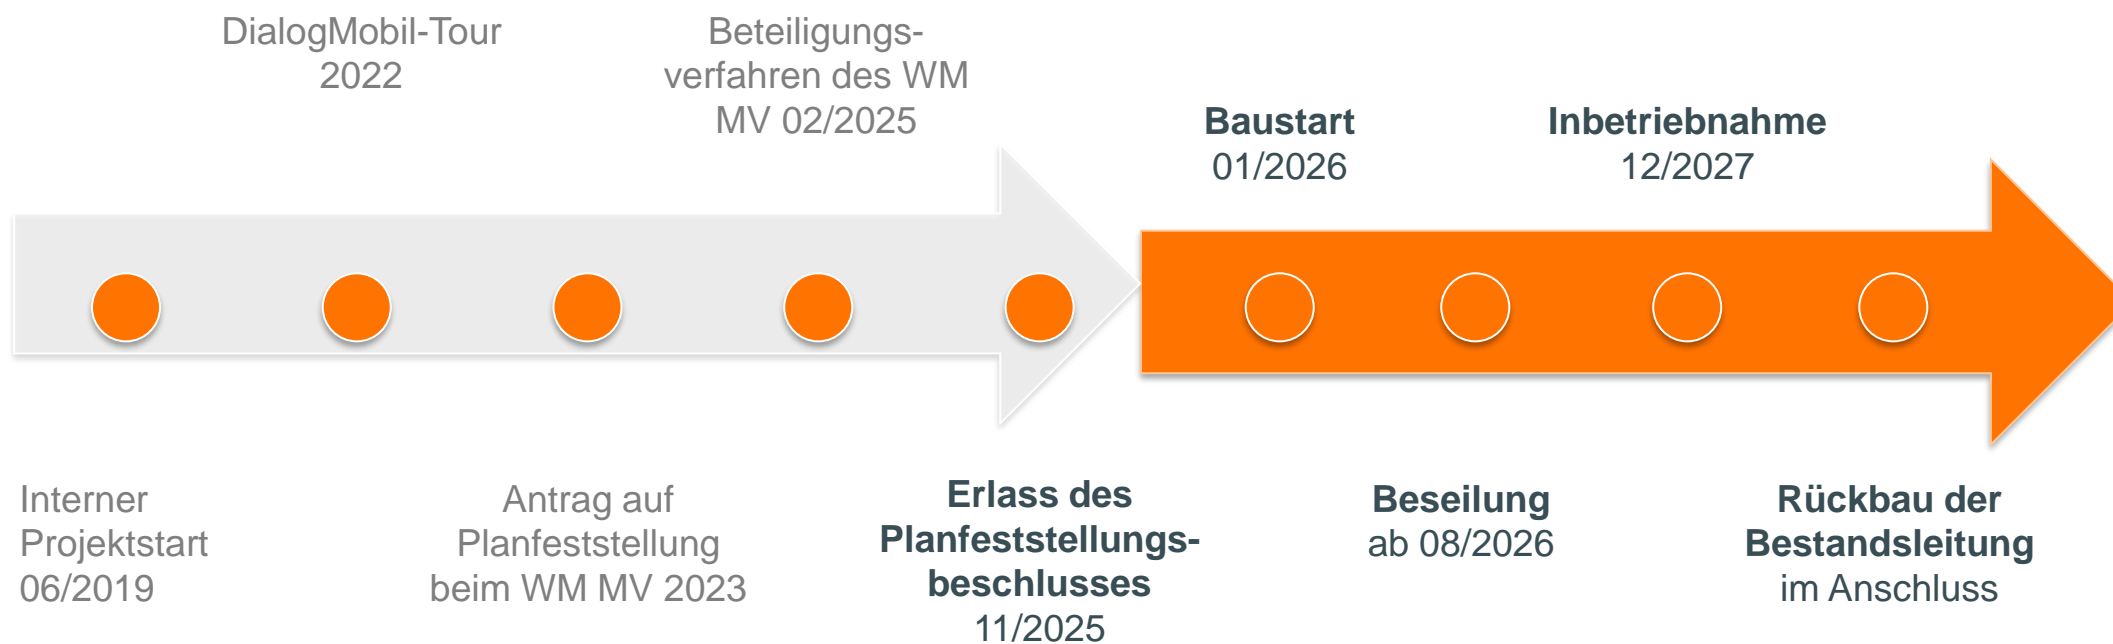 DialogMobil-Tour
2022
Beteiligungs-
verfahren des WM
MV 02/2025
Baustart
01/2026
Inbetriebnahme
12/2027
Interner
Projektstart
06/2019
Antrag auf
Planfeststellung
beim WM MV 2023
Erlass des
Planfeststellungs-
beschlusses
11/2025
Beseilung
ab 08/2026
Rückbau der
Bestandsleitung
im Anschluss